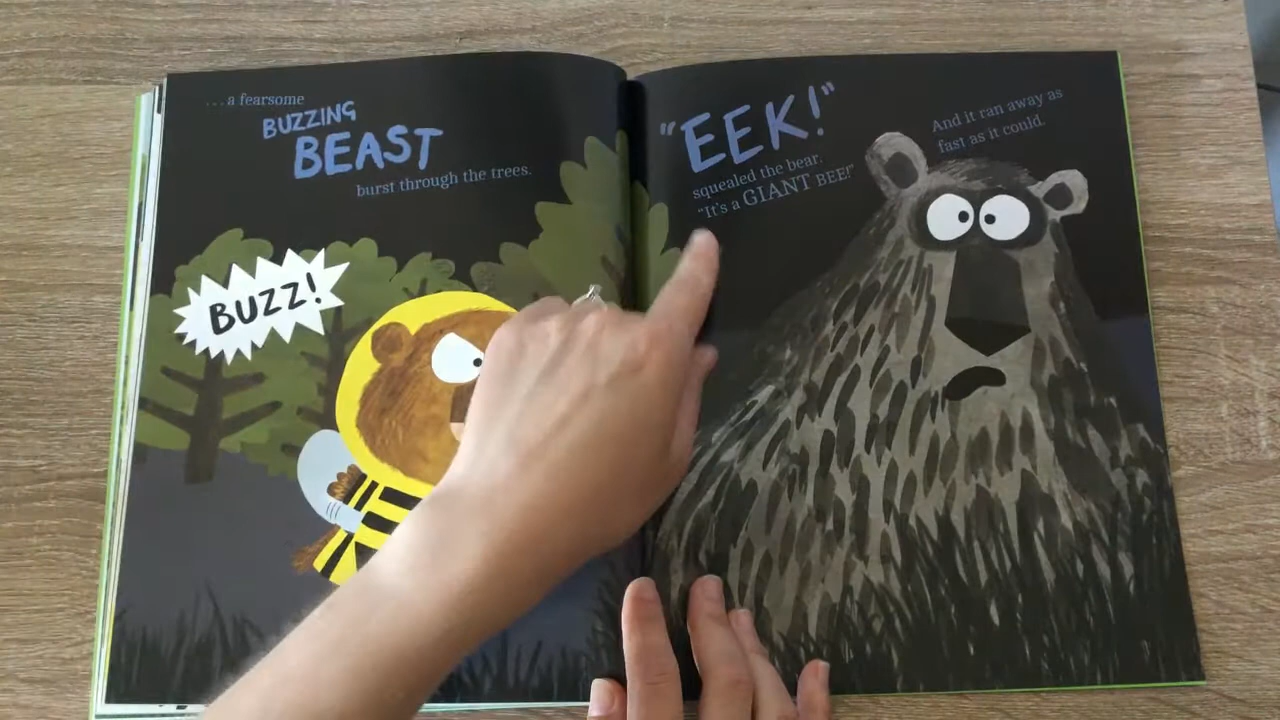 ...a fearsome
BUZZING
BEAST
burst through the trees.
BUZZ!
"EEK!"
squealed the bear.
"It's a GIANT BEE!"
And it ran away as
fast as it could.